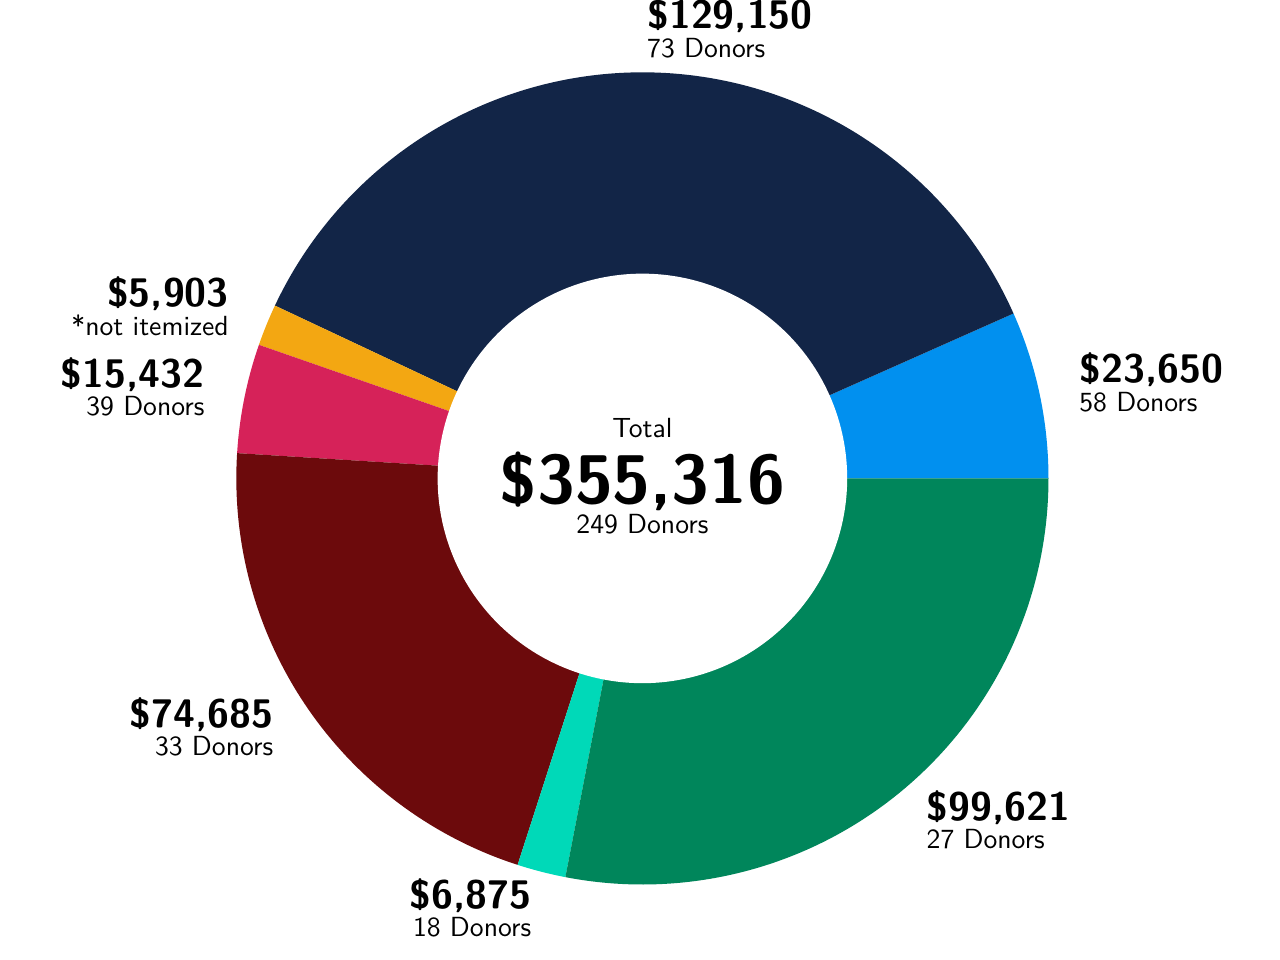 $129,150
73 Donors
$5,903
*not itemized
$15,432
39 Donors
$23,650
58 Donors
Total
$355,316
249 Donors
$74,685
33 Donors
$99,621
27 Donors
$6,875
18 Donors